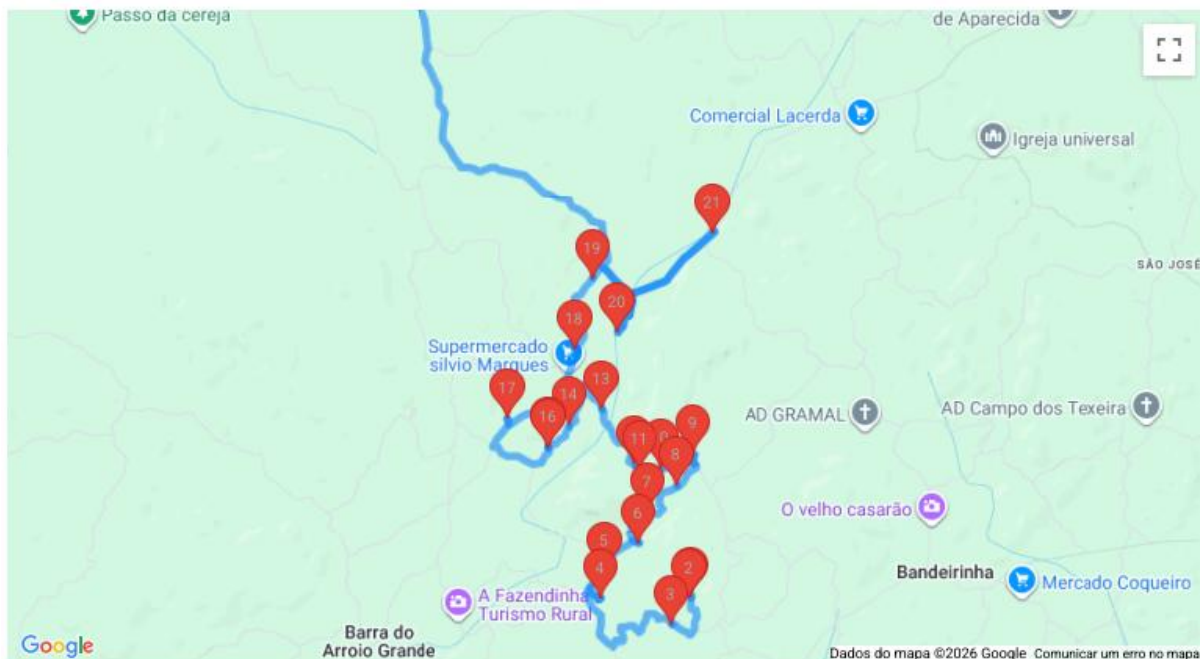 Passo da cereja
de Aparecida
Comercial Lacerda
Igreja universal
21
19
SÃO JOSÉ
20
18
Supermercado
silvio Marques
17
13
14
16
AD GRAMAL
AD Campo dos Texeira
9
11
0
8
7
O velho casarão
6
5
4
2
3
Bandeirinha
Mercado Coqueiro
A Fazendinha
Turismo Rural
Barra do
Arroio Grande
Google
Dados do mapa ©2026 Google
Comunicar um erro no mapa